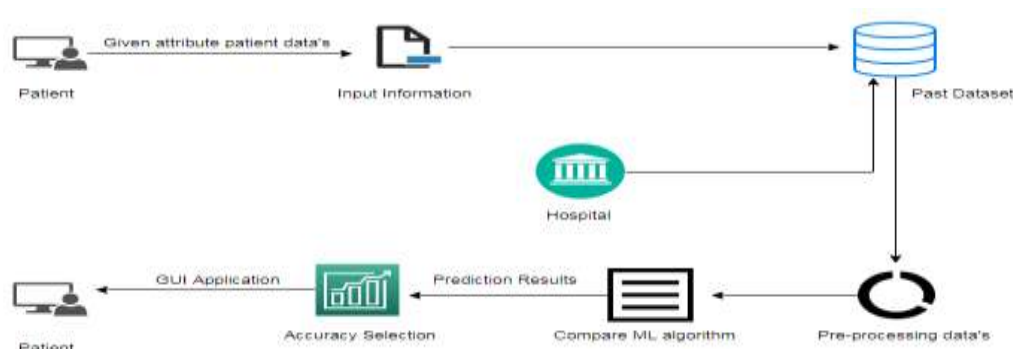 Given attribute patient data's
Patient
Input Information
Past Dataset
Hospital
GUI Application
Prediction Results
Accuracy Selection
Compare ML algorithm
Pre-processing data's
Patient